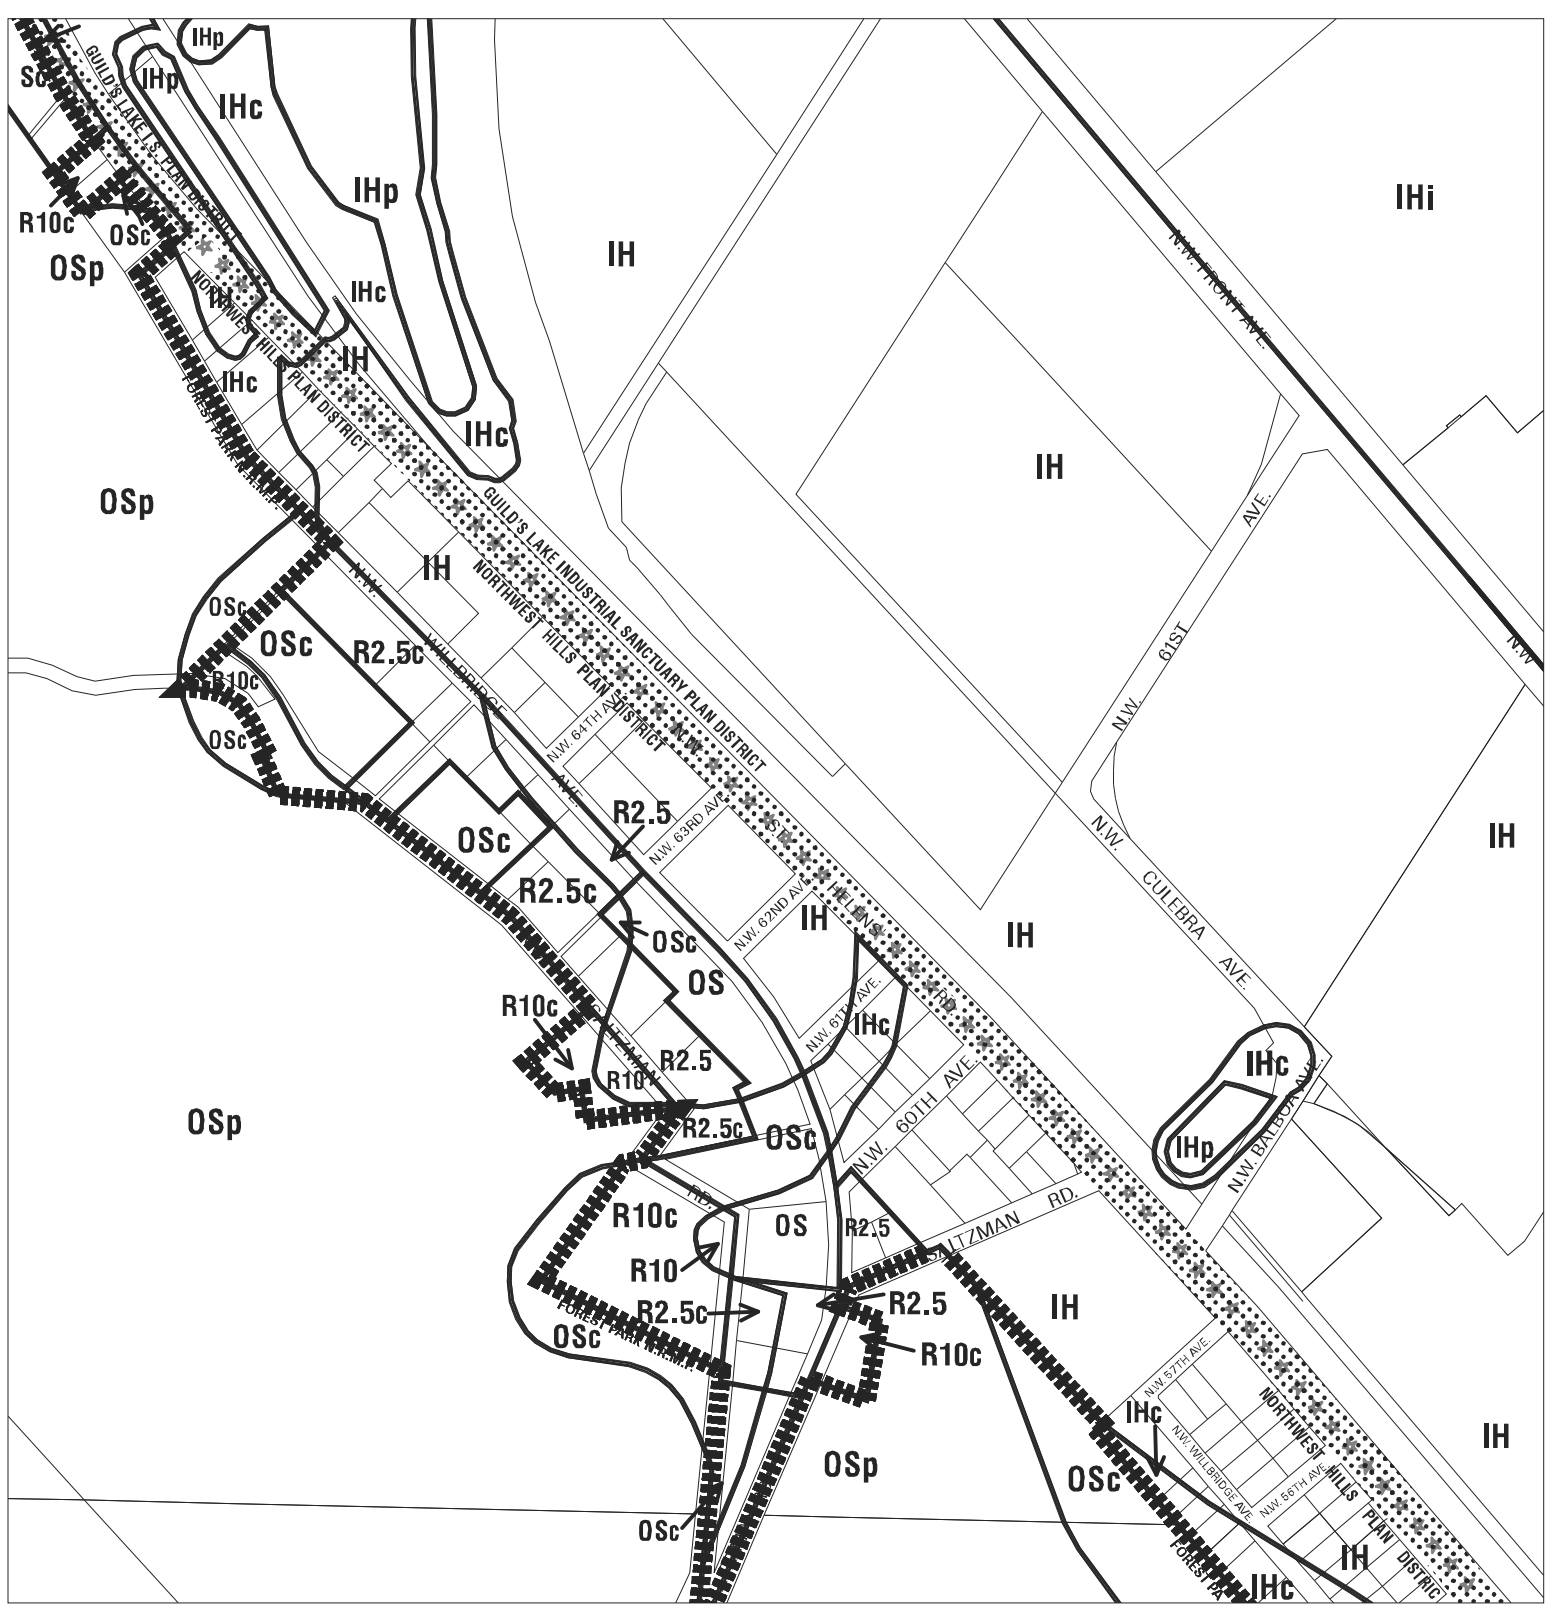 IHp
GUILD'S LAKE I.S. PLAN DISTRICT
IHp
IHc
IHp
R10c
OSc
OSp
IH
IHi
N.W. FRONT AVE.
IHc
IH
NORTHWEST HILLS PLAN DISTRICT
IH
IHc
FOREST PARK N.R.M.P.
IHc
IH
OSp
GUILD'S LAKE INDUSTRIAL SANCTUARY PLAN DISTRICT
N.W. 61ST AVE.
IH
NORTHWEST HILLS PLAN DISTRICT
N.W. WILLBRIDGE AVE.
OSc
OSc
R2.5c
R10c
OSc
N.W
N.W. 64TH AVE.
N.W. ST. HELENS RD.
R2.5
N.W. 63RD AVE.
OSc
R2.5c
N.W. CULEBRA AVE.
IH
N.W. 62ND AVE.
IH
IH
OSc
OS
R10c
N.W. 61TH AVE.
IHc
SALTZMAN RD.
R2.5
R10
IHc
N.W. BALBOA AVE.
IHp
OSp
R2.5c
OSc
N.W. 60TH AVE.
R10c
OS
R2.5
SALTZMAN RD.
R10
R2.5c
R2.5
IH
OSc
FOREST PARK N.R.M.P.
R10c
N.W. 57TH AVE.
IHc
IH
NORTHWEST HILLS PLAN DISTRIC
OSp
OSc
N.W. WILLBRIDGE AVE.
N.W. 56TH AVE.
OSc
FOREST PA
IH
IHc